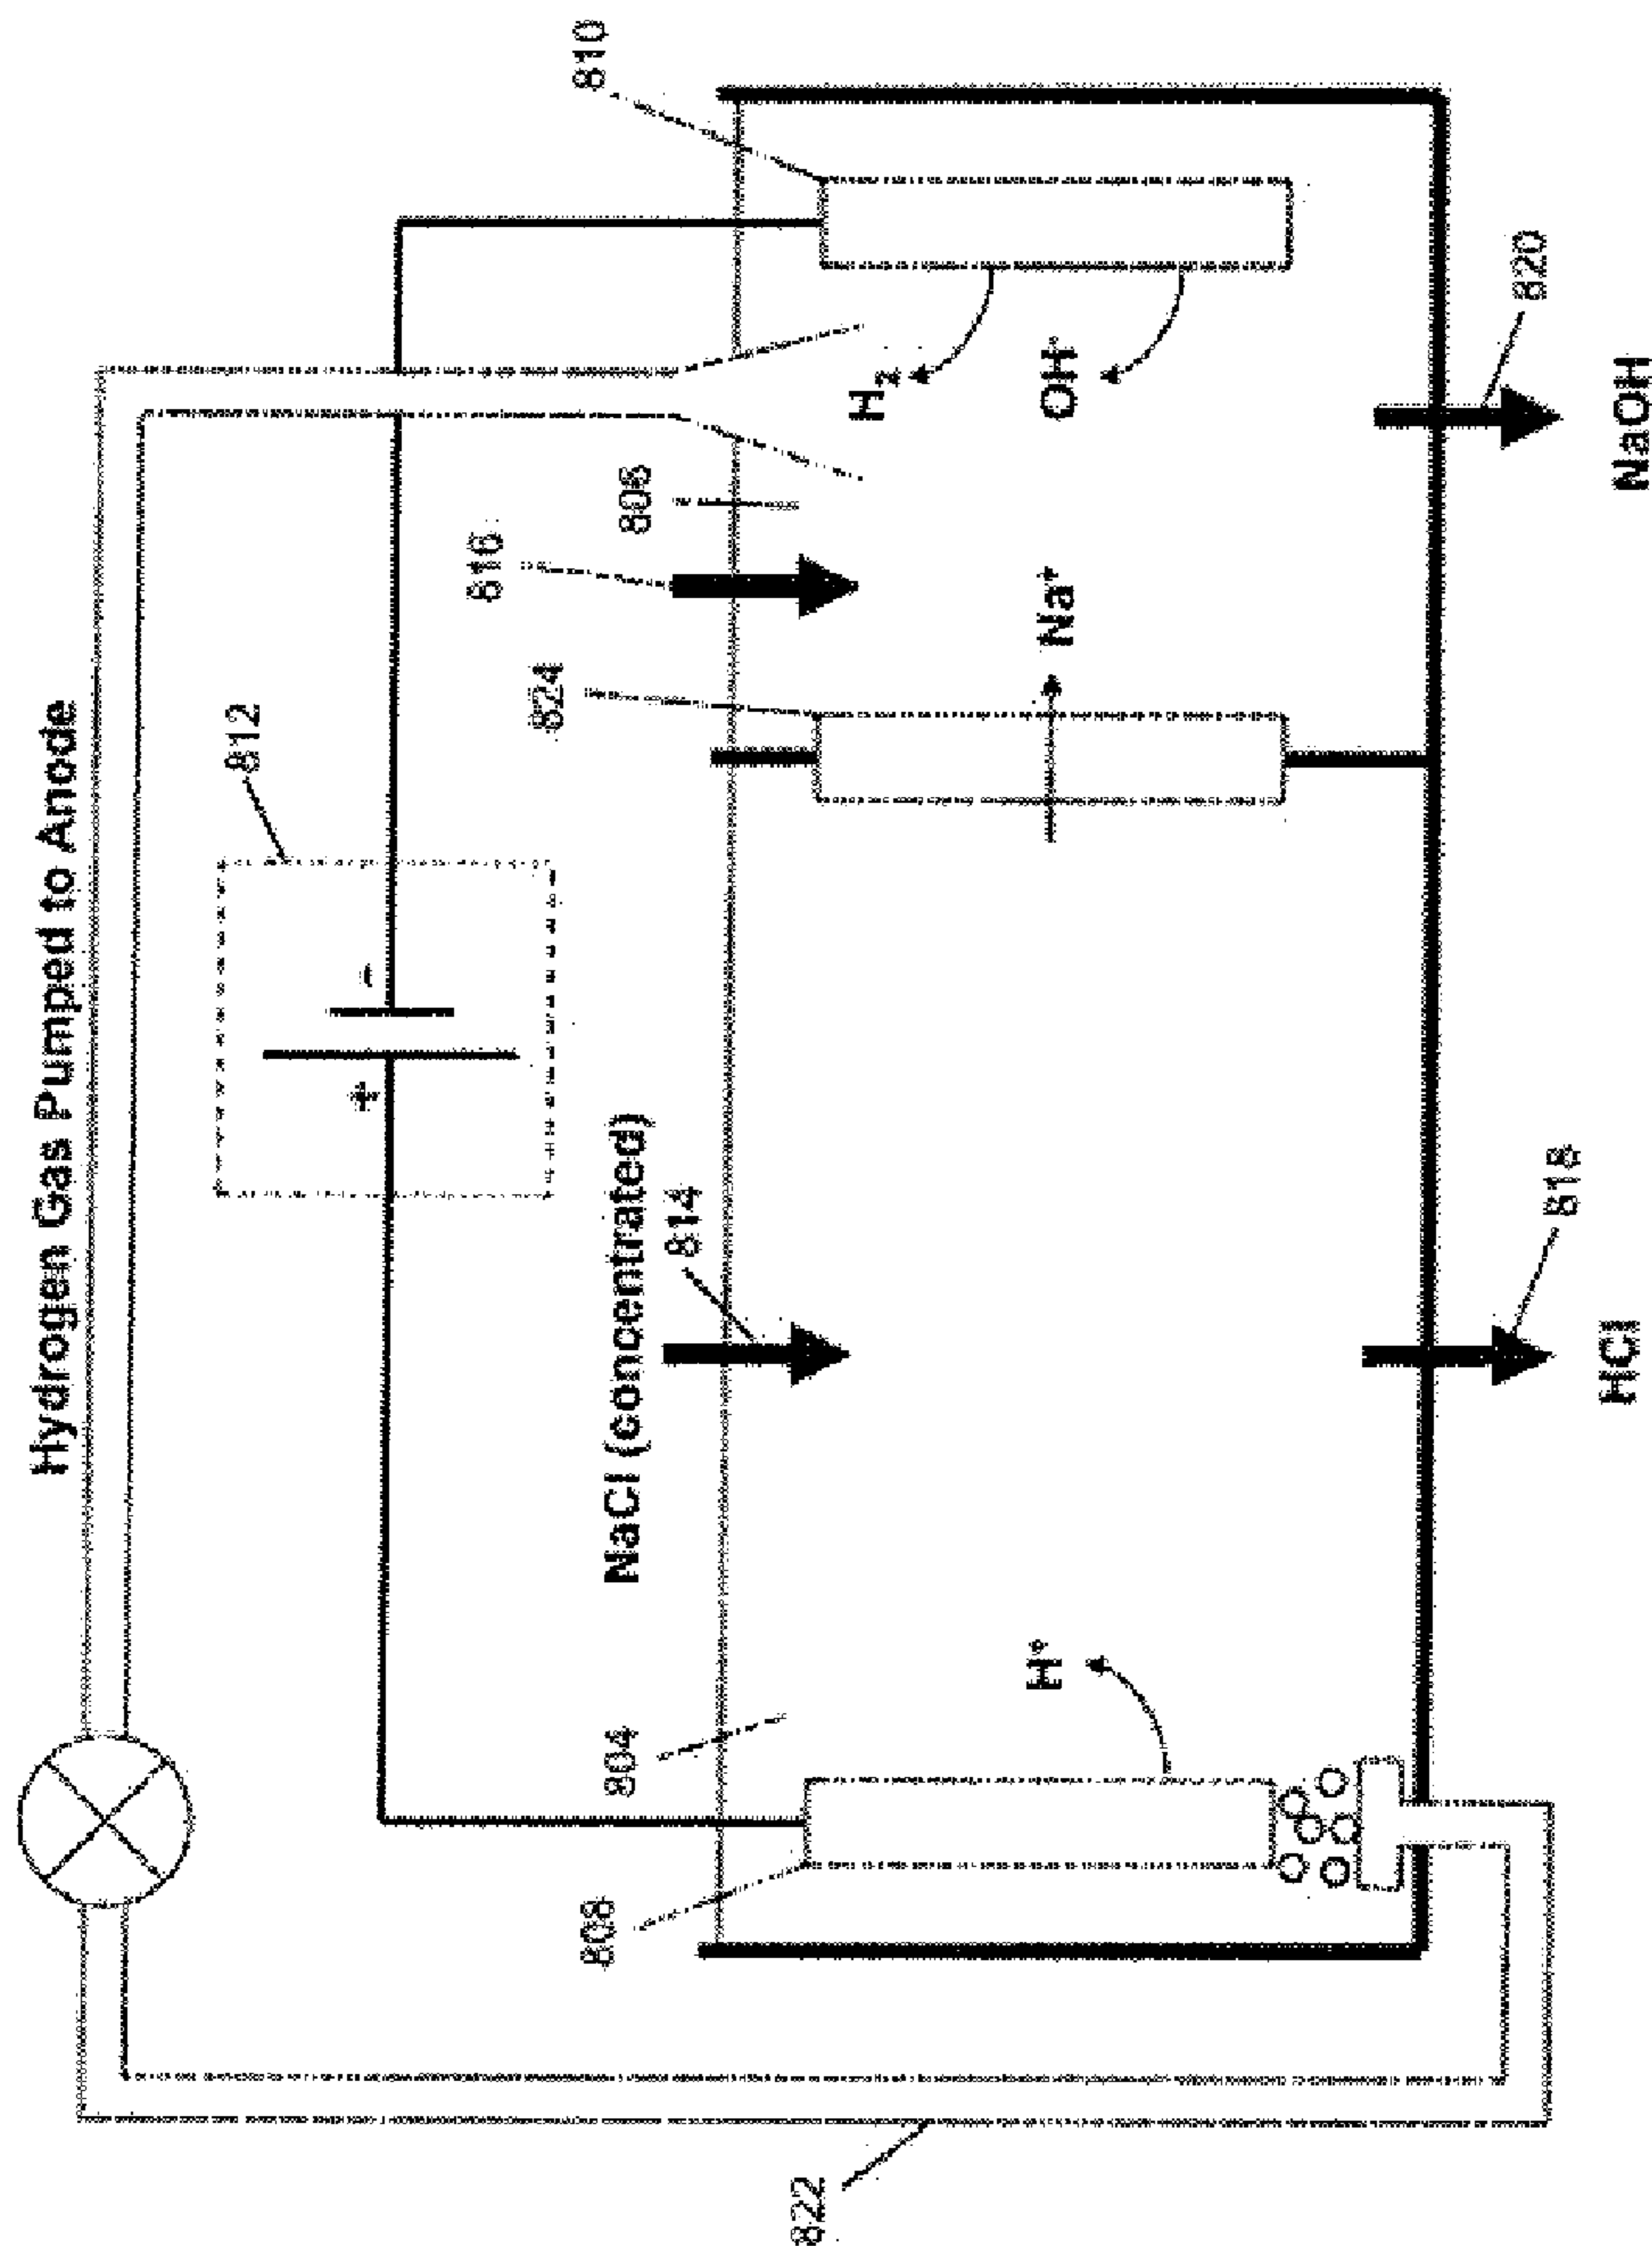 Hydrogen Gas Pumped to Anode
812
+ -
816
824
810
808
804
NaCl (concentrated)
806
814
822
H₂
H⁺
Na⁺
OH⁻
818
820
HCl
NaOH